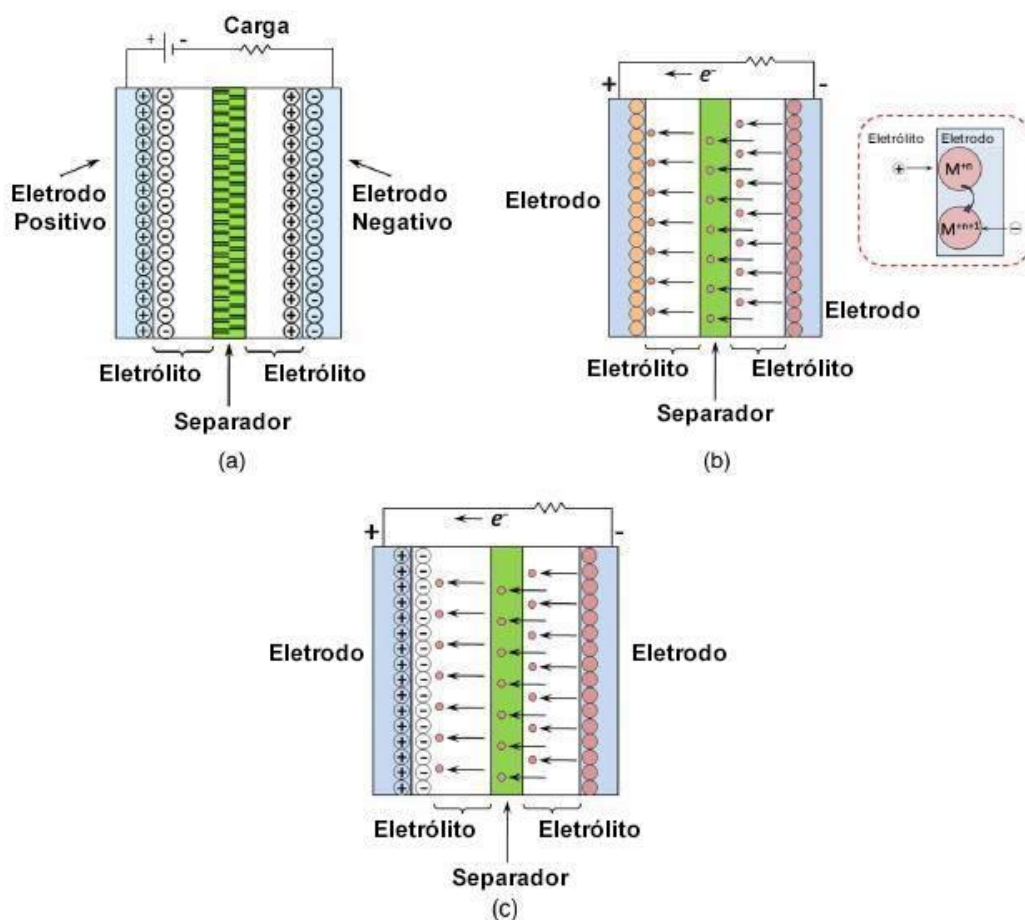 Carga
+ -
Eletrodo
Positivo
Eletrodo
Negativo
Eletrólito
Eletrólito
Separador
(a)
e-
+ -
Eletrodo
Eletrodo
Eletrólito
Eletrólito
Separador
(b)
Eletrólito
Eletrodo
+
M+n
M+n+1
-
e-
+ -
Eletrodo
Eletrodo
Eletrólito
Eletrólito
Separador
(c)